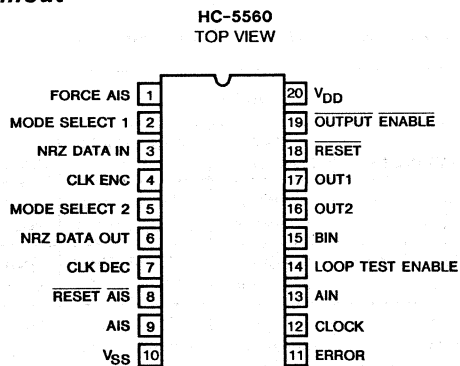 HC-5560
TOP VIEW
FORCE AIS 1
MODE SELECT 1 2
NRZ DATA IN 3
CLK ENC 4
MODE SELECT 2 5
NRZ DATA OUT 6
CLK DEC 7
RESET AIS 8
AIS 9
VSS 10
20 VDD
19 OUTPUT ENABLE
18 RESET
17 OUT1
16 OUT2
15 BIN
14 LOOP TEST ENABLE
13 AIN
12 CLOCK
11 ERROR